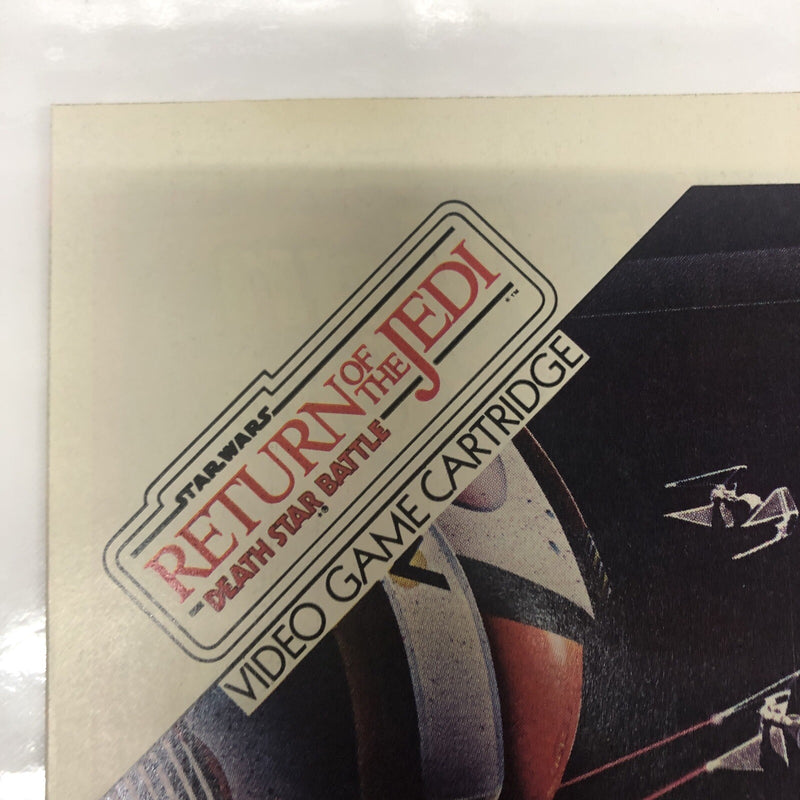 STAR WARS
RETURN OF THE JEDI
DEATH STAR BATTLE
VIDEO GAME CARTRIDGE